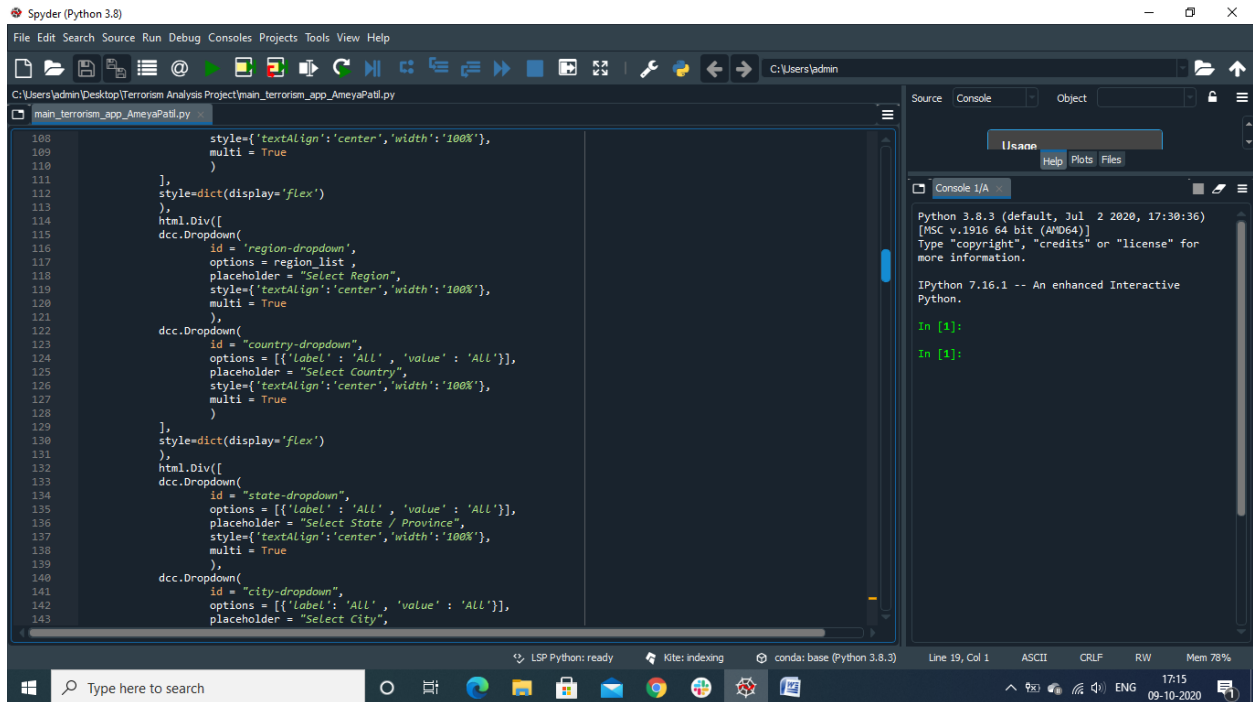 Spyder (Python 3.8)
File Edit Search Source Run Debug Consoles Projects Tools View Help
C:\Users\admin
C:\Users\admin\Desktop\Terrorism Analysis Project\main_terrorism_app_AmeyaPatil.py
main_terrorism_app_AmeyaPatil.py
108 style={'textAlign':'center','width':'100%'},
109 multi = True
110 )
111 ],
112 style=dict(display='flex')
113 ),
114 html.Div([
115 dcc.Dropdown(
116 id = 'region-dropdown',
117 options = region_list ,
118 placeholder = "Select Region",
119 style={'textAlign':'center','width':'100%'},
120 multi = True
121 ),
122 dcc.Dropdown(
123 id = "country-dropdown",
124 options = [{'label' : 'All' , 'value' : 'All'}],
125 placeholder = "Select Country",
126 style={'textAlign':'center','width':'100%'},
127 multi = True
128 )
129 ],
130 style=dict(display='flex')
131 ),
132 html.Div([
133 dcc.Dropdown(
134 id = "state-dropdown",
135 options = [{'label' : 'All' , 'value' : 'All'}],
136 placeholder = "Select State / Province",
137 style={'textAlign':'center','width':'100%'},
138 multi = True
139 ),
140 dcc.Dropdown(
141 id = "city-dropdown",
142 options = [{'label': 'All' , 'value' : 'All'}],
143 placeholder = "Select City",
Source Console Object
Usage
Help Plots Files
Console 1/A
Python 3.8.3 (default, Jul 2 2020, 17:30:36)
[MSC v.1916 64 bit (AMD64)]
Type "copyright", "credits" or "license" for
more information.
IPython 7.16.1 -- An enhanced Interactive
Python.
In [1]:
In [1]:
LSP Python: ready Kite: indexing conda: base (Python 3.8.3) Line 19, Col 1 ASCII CRLF RW Mem 78%
Type here to search
ENG
17:15
09-10-2020